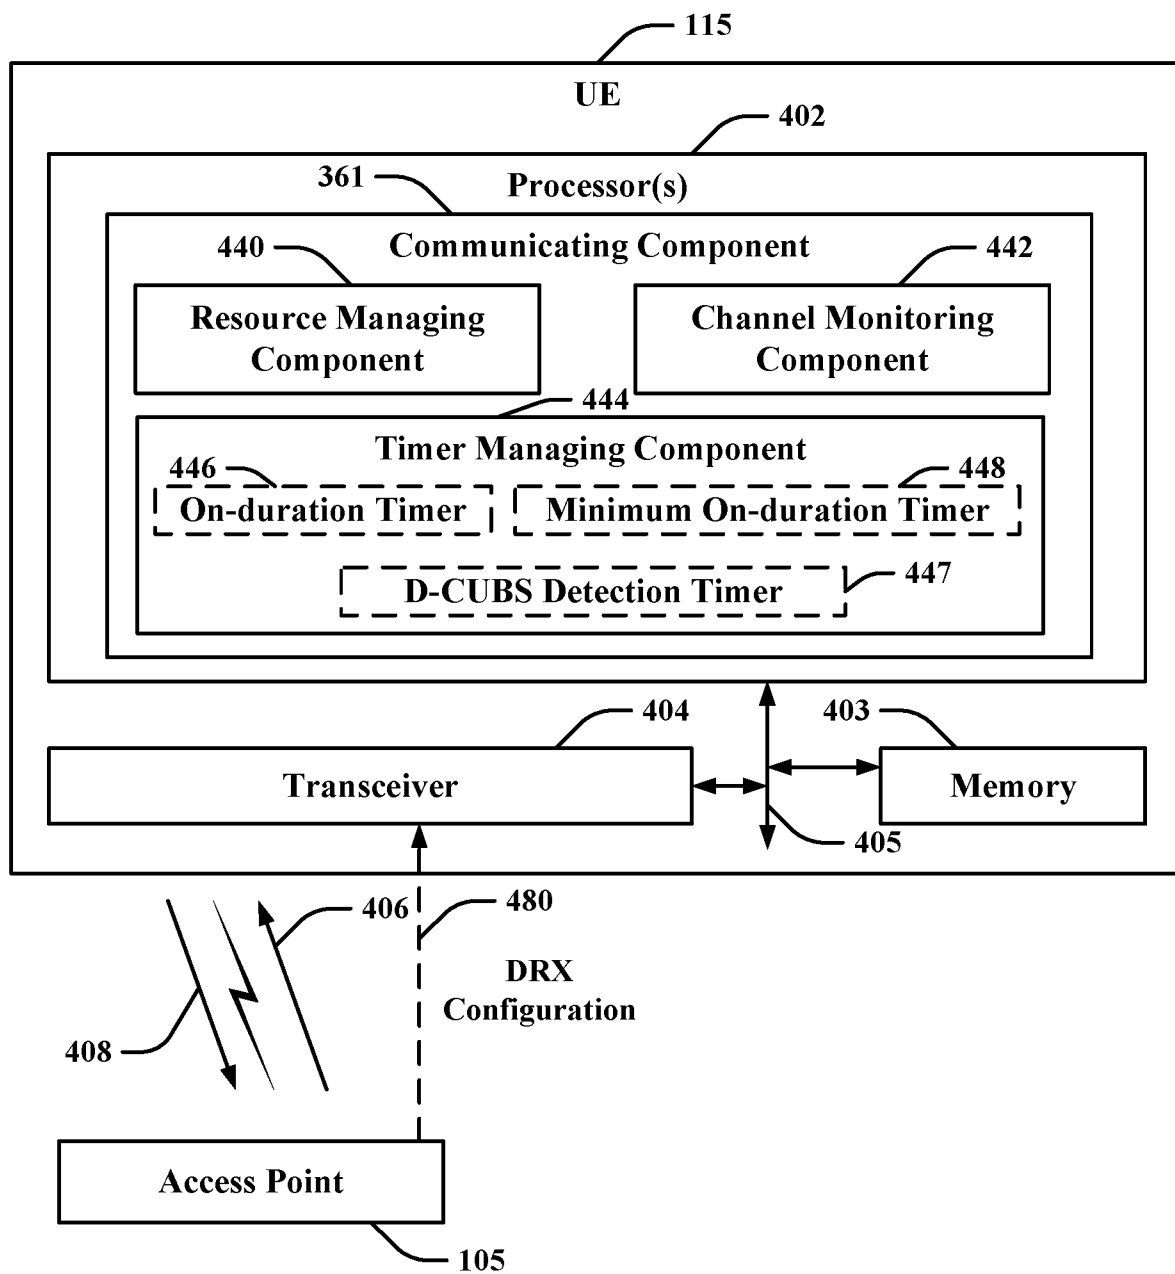 115
UE
402
Processor(s)
361
Communicating Component
440
442
Resource Managing
Component
Channel Monitoring
Component
444
Timer Managing Component
446
448
On-duration Timer
Minimum On-duration Timer
447
D-CUBS Detection Timer
404
403
Transceiver
Memory
405
406
480
DRX
Configuration
408
Access Point
105